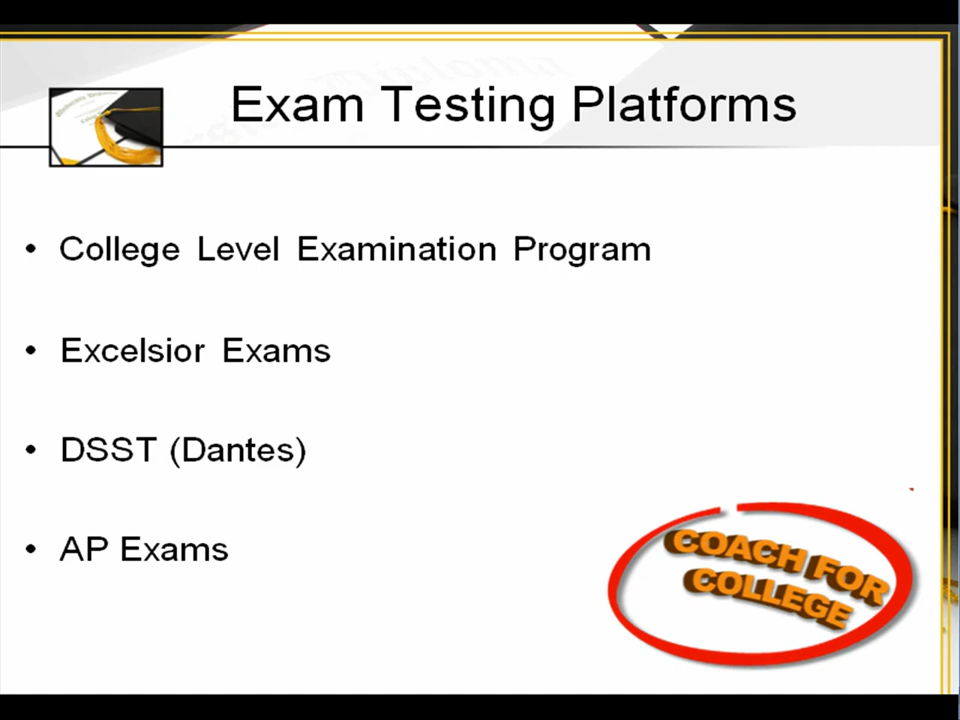 Exam Testing Platforms
• College Level Examination Program
• Excelsior Exams
• DSST (Dantes)
• AP Exams
COACH FOR
COLLEGE